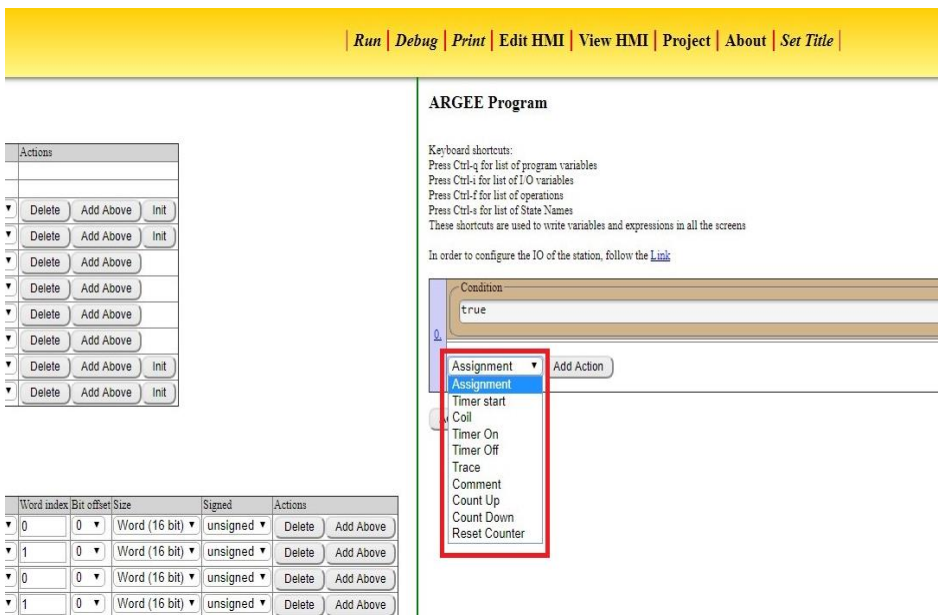 | Run | Debug | Print | Edit HMI | View HMI | Project | About | Set Title |
Actions
Delete Add Above Init
Delete Add Above Init
Delete Add Above
Delete Add Above
Delete Add Above
Delete Add Above
Delete Add Above Init
Delete Add Above Init
Word index Bit offset Size Signed Actions
0 0 Word (16 bit) unsigned Delete Add Above
1 0 Word (16 bit) unsigned Delete Add Above
0 0 Word (16 bit) unsigned Delete Add Above
1 0 Word (16 bit) unsigned Delete Add Above
ARGEE Program
Keyboard shortcuts:
Press Ctrl-q for list of program variables
Press Ctrl-i for list of I/O variables
Press Ctrl-f for list of operations
Press Ctrl-s for list of State Names
These shortcuts are used to write variables and expressions in all the screens
In order to configure the IO of the station, follow the Link
Condition
true
0.
Assignment Add Action
Assignment
Timer start
Coil
Timer On
Timer Off
Trace
Comment
Count Up
Count Down
Reset Counter